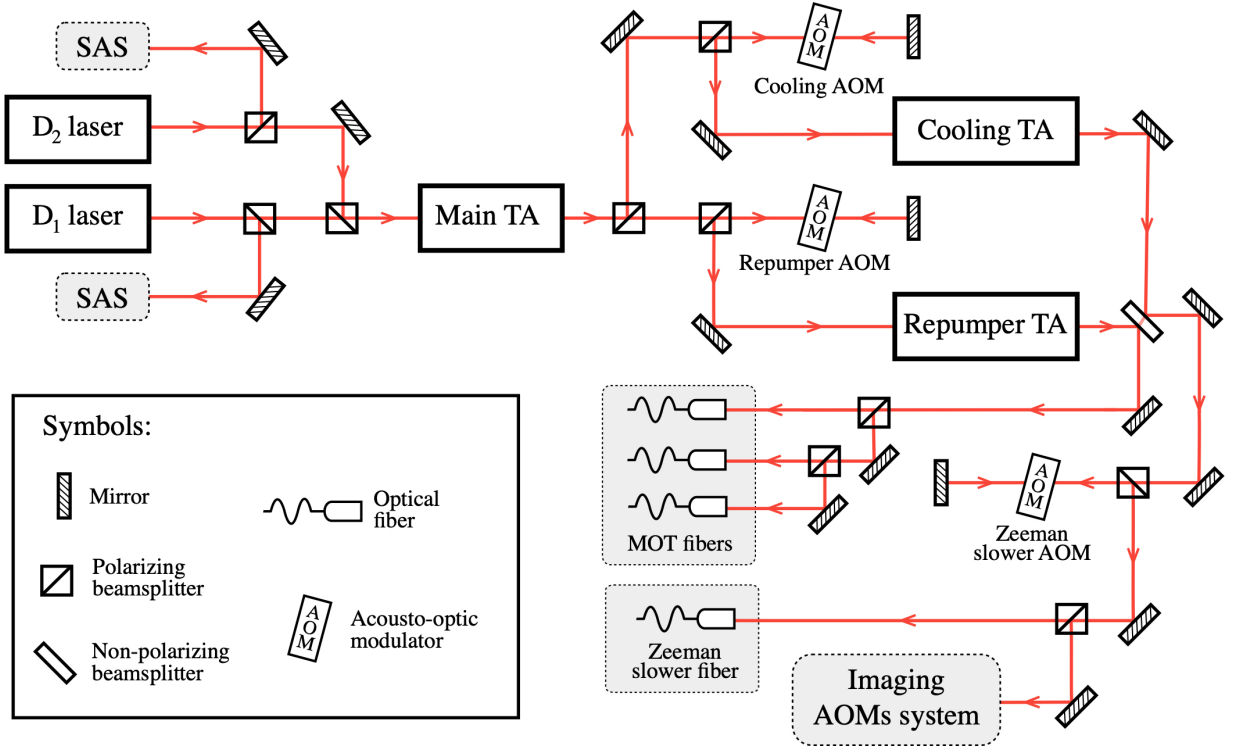 SAS
D2 laser
D1 laser
SAS
Main TA
AOM
Cooling AOM
Cooling TA
AOM
Repumper AOM
Repumper TA
MOT fibers
AOM
Zeeman
slower AOM
Zeeman
slower fiber
Imaging
AOMs system
Symbols:
Mirror
Optical
fiber
Polarizing
beamsplitter
AOM
Acousto-optic
modulator
Non-polarizing
beamsplitter